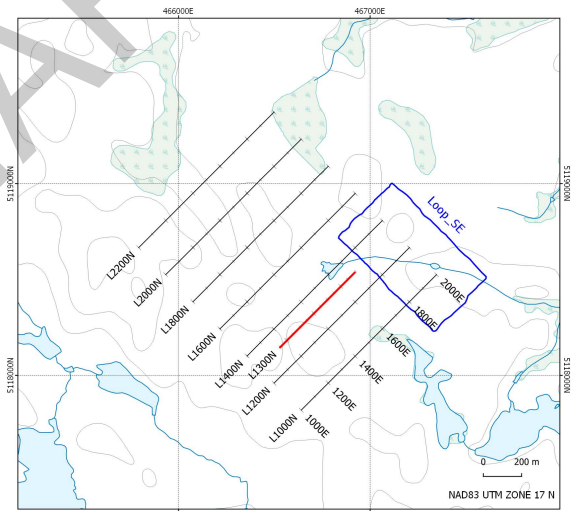 466000E
467000E
5119000N
5119000N
Loop_SE
L2200N
L2000N
L1800N
L1600N
L1400N
L1300N
L1200N
L1000N
2000E
1800E
1600E
1400E
1200E
1000E
5118000N
5118000N
0 200 m
NAD83 UTM ZONE 17 N